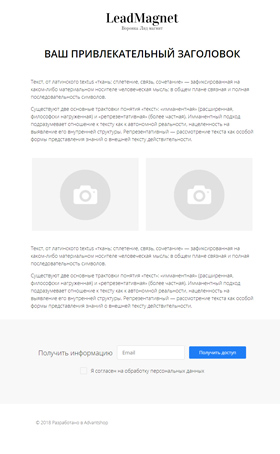 LeadMagnet
Воронка Лид магнит
ВАШ ПРИВЛЕКАТЕЛЬНЫЙ ЗАГОЛОВОК
Текст, от латинского textus «ткань; сплетение, связь, сочетание» — зафиксированная на
каком-либо материальном носителе человеческая мысль; в общем плане связная и полная
последовательность символов.
Существуют две основные трактовки понятия «текст»: «имманентная» (расширенная,
философски нагруженная) и «репрезентативная» (более частная). Имманентный подход
подразумевает отношение к тексту как к автономной реальности, нацеленность на
выявление его внутренней структуры. Репрезентативный — рассмотрение текста как особой
формы представления знаний о внешней тексту действительности.
Текст, от латинского textus «ткань; сплетение, связь, сочетание» — зафиксированная на
каком-либо материальном носителе человеческая мысль; в общем плане связная и полная
последовательность символов.
Существуют две основные трактовки понятия «текст»: «имманентная» (расширенная,
философски нагруженная) и «репрезентативная» (более частная). Имманентный подход
подразумевает отношение к тексту как к автономной реальности, нацеленность на
выявление его внутренней структуры. Репрезентативный — рассмотрение текста как особой
формы представления знаний о внешней тексту действительности.
Получить информацию Email Получить доступ
Я согласен на обработку персональных данных
© 2018 Разработано в Advantshop